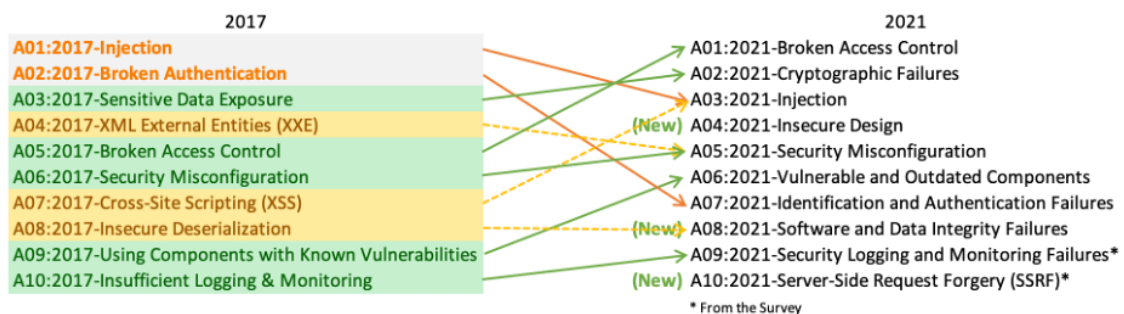 2017 2021
A01:2017-Injection A01:2021-Broken Access Control
A02:2017-Broken Authentication A02:2021-Cryptographic Failures
A03:2017-Sensitive Data Exposure A03:2021-Injection
A04:2017-XML External Entities (XXE) (New) A04:2021-Insecure Design
A05:2017-Broken Access Control A05:2021-Security Misconfiguration
A06:2017-Security Misconfiguration A06:2021-Vulnerable and Outdated Components
A07:2017-Cross-Site Scripting (XSS) A07:2021-Identification and Authentication Failures
A08:2017-Insecure Deserialization (New) A08:2021-Software and Data Integrity Failures
A09:2017-Using Components with Known Vulnerabilities A09:2021-Security Logging and Monitoring Failures*
A10:2017-Insufficient Logging & Monitoring (New) A10:2021-Server-Side Request Forgery (SSRF)*
* From the Survey